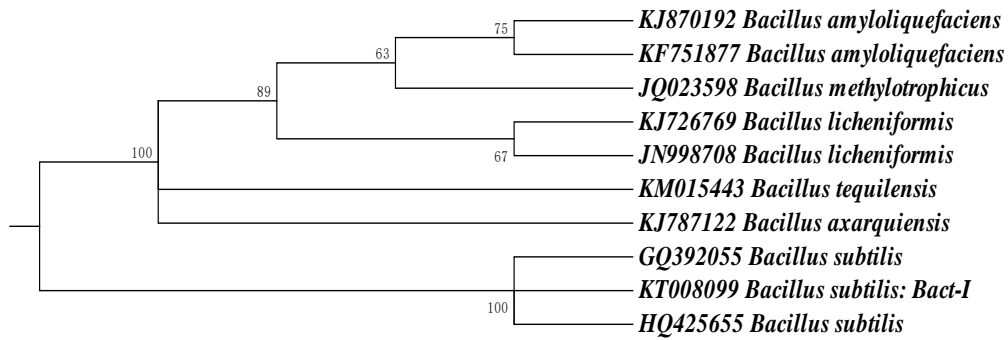 KJ870192 Bacillus amyloliquefaciens
75
KF751877 Bacillus amyloliquefaciens
63
JQ023598 Bacillus methylotrophicus
89
KJ726769 Bacillus licheniformis
67
JN998708 Bacillus licheniformis
100
KM015443 Bacillus tequilensis
KJ787122 Bacillus axarquiensis
GQ392055 Bacillus subtilis
KT008099 Bacillus subtilis: Bact-I
100
HQ425655 Bacillus subtilis